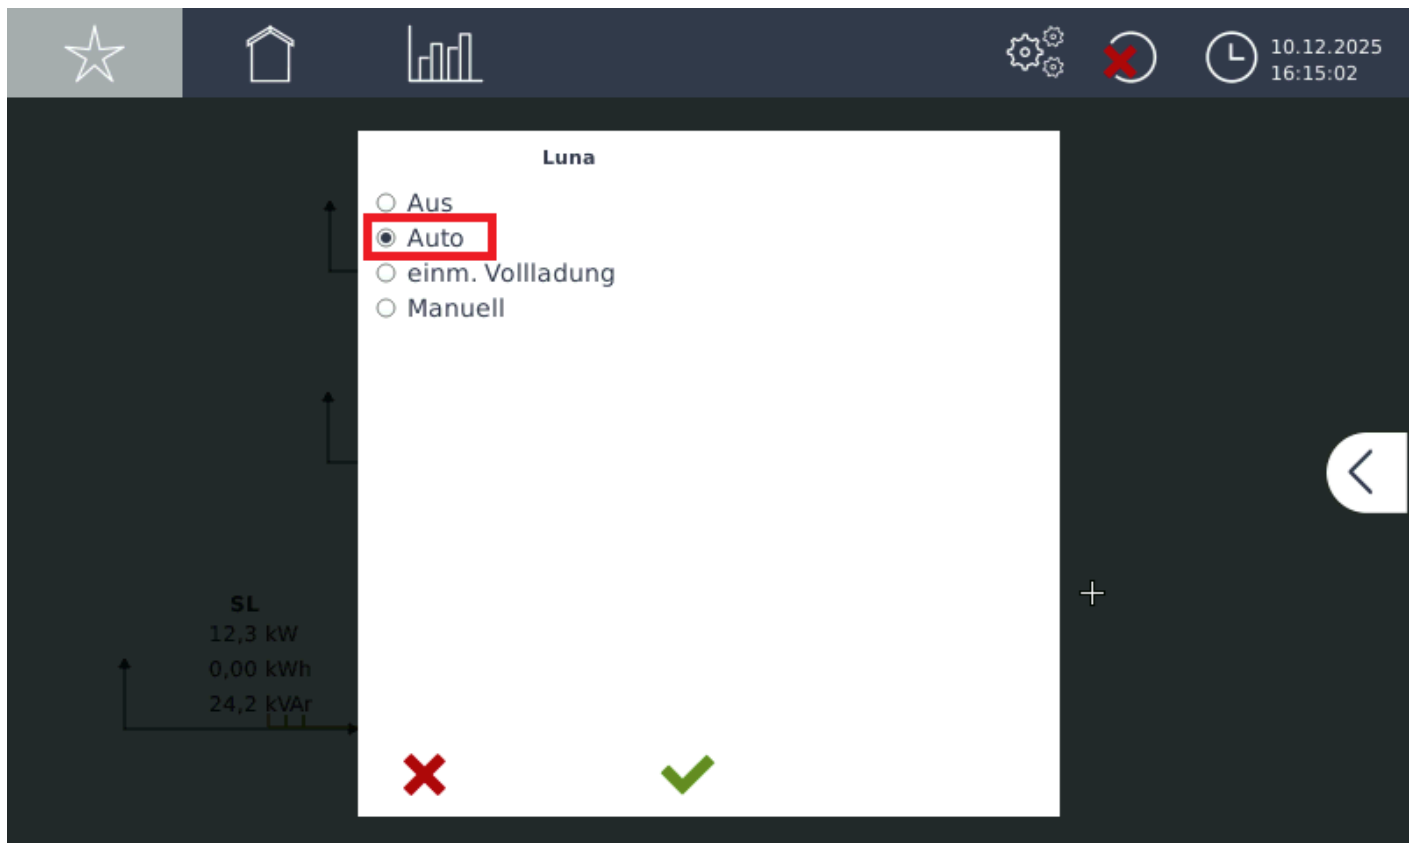 10.12.2025
16:15:02
Luna
Aus
Auto
einm. Vollladung
Manuell
SL
12,3 kW
0,00 kWh
24,2 kVAr